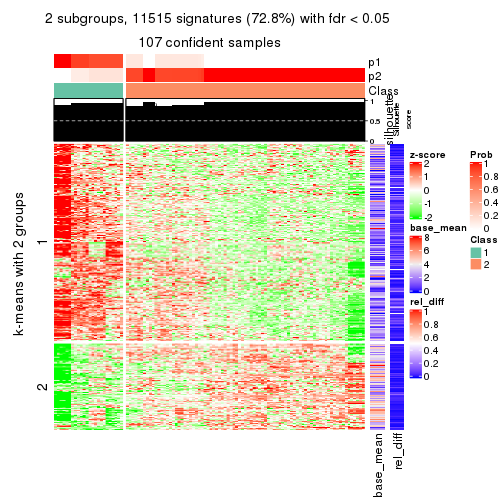 2 subgroups, 11515 signatures (72.8%) with fdr < 0.05
107 confident samples
p1
p2
Class
silhouette
Silhouette
score
1
0.5
0
k-means with 2 groups
1
2
base_mean
rel_diff
z-score
2
1
0
-1
-2
base_mean
8
6
4
2
0
rel_diff
1
0.8
0.6
0.4
0.2
0
Prob
1
0.8
0.6
0.4
0.2
0
Class
1
2